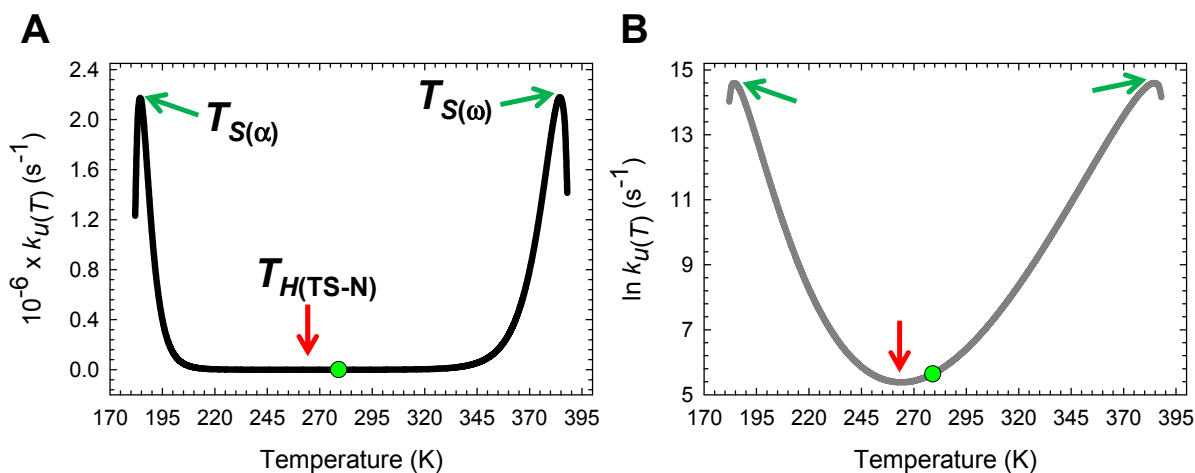 A
10⁻⁶ x k_u(T) (s⁻¹)
2.4
2.0
1.6
1.2
0.8
0.4
0.0
T_S(α)
T_S(ω)
T_H(TS-N)
170 195 220 245 270 295 320 345 370 395
Temperature (K)
B
ln k_u(T) (s⁻¹)
15
13
11
9
7
5
170 195 220 245 270 295 320 345 370 395
Temperature (K)